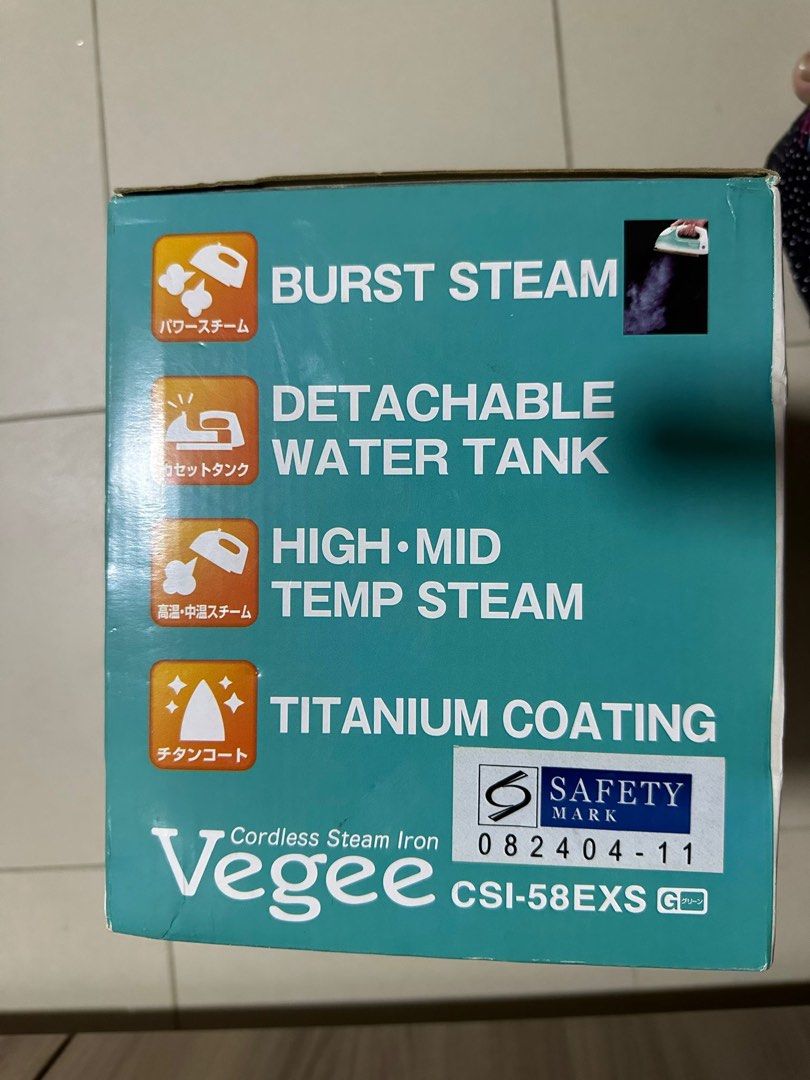 パワースチーム
BURST STEAM
カセットタンク
DETACHABLE
WATER TANK
高温・中温スチーム
HIGH・MID
TEMP STEAM
チタンコート
TITANIUM COATING
SAFETY
MARK
082404-11
Cordless Steam Iron
Vegee
CSI-58EXS
G グリーン